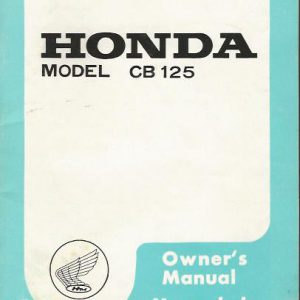 HONDA
MODEL CB 125
Owner's
Manual